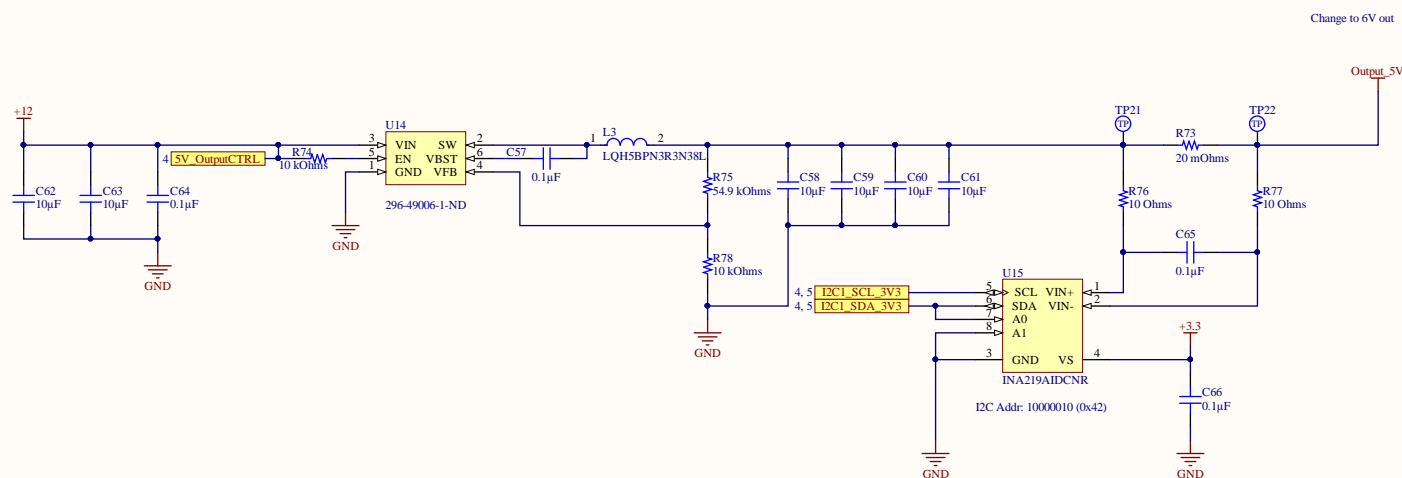 Change to 6V out
Output_5V
+12
TP21
TP22
TP
TP
U14
L3
R73
3 VIN SW 2
1 2
4 5V_OutputCTRL
R74
10 kOhms
5 EN VBST 6
C57
LQH5BPN3R3N38L
20 mOhms
1 GND VFB 4
0.1µF
C62
10µF
C63
10µF
C64
0.1µF
296-49006-1-ND
R75
54.9 kOhms
C58
10µF
C59
10µF
C60
10µF
C61
10µF
R76
10 Ohms
R77
10 Ohms
GND
C65
0.1µF
R78
10 kOhms
GND
U15
4, 5 I2C1_SCL_3V3
5 SCL VIN+ 1
4, 5 I2C1_SDA_3V3
6 SDA VIN- 2
7 A0
8 A1
+3.3
GND
3 GND VS 4
INA219AIDCNR
C66
0.1µF
I2C Addr: 10000010 (0x42)
GND
GND